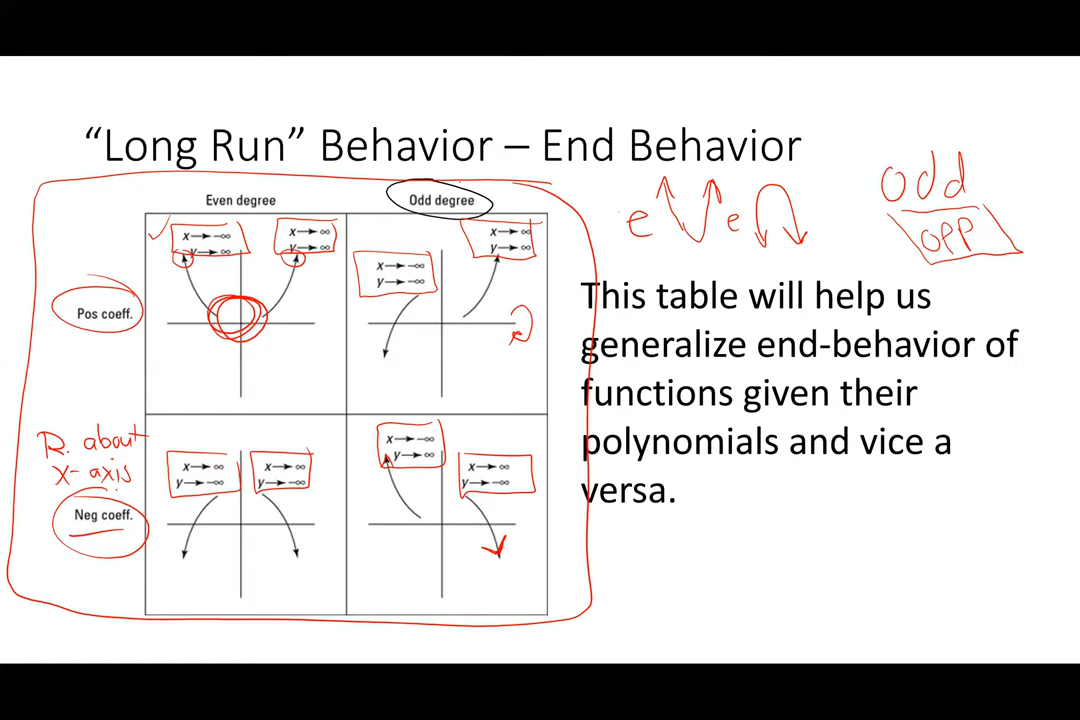 “Long Run” Behavior – End Behavior
Even degree
Odd degree
odd
OPP
e
e
x → -∞
y → ∞
x → ∞
y → ∞
x → -∞
y → -∞
x → ∞
y → ∞
Pos coeff.
This table will help us
generalize end-behavior of
functions given their
polynomials and vice a
versa.
R. about
x-axis
Neg coeff.
x → -∞
y → -∞
x → ∞
y → -∞
x → -∞
y → ∞
x → ∞
y → -∞